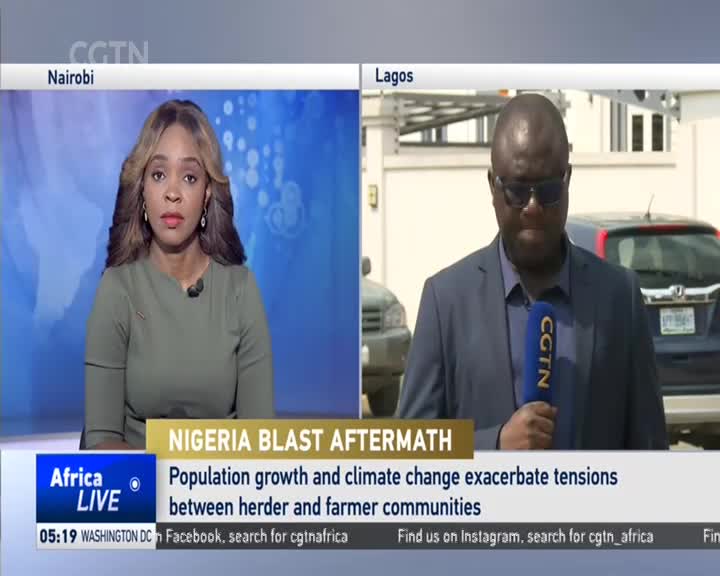 CGTN
Nairobi
Lagos
CGTN
NIGERIA BLAST AFTERMATH
Africa
LIVE
Population growth and climate change exacerbate tensions
between herder and farmer communities
05:19 WASHINGTON DC
n Facebook, search for cgtnafrica
Find us on Instagram, search for cgtn_africa
Fin